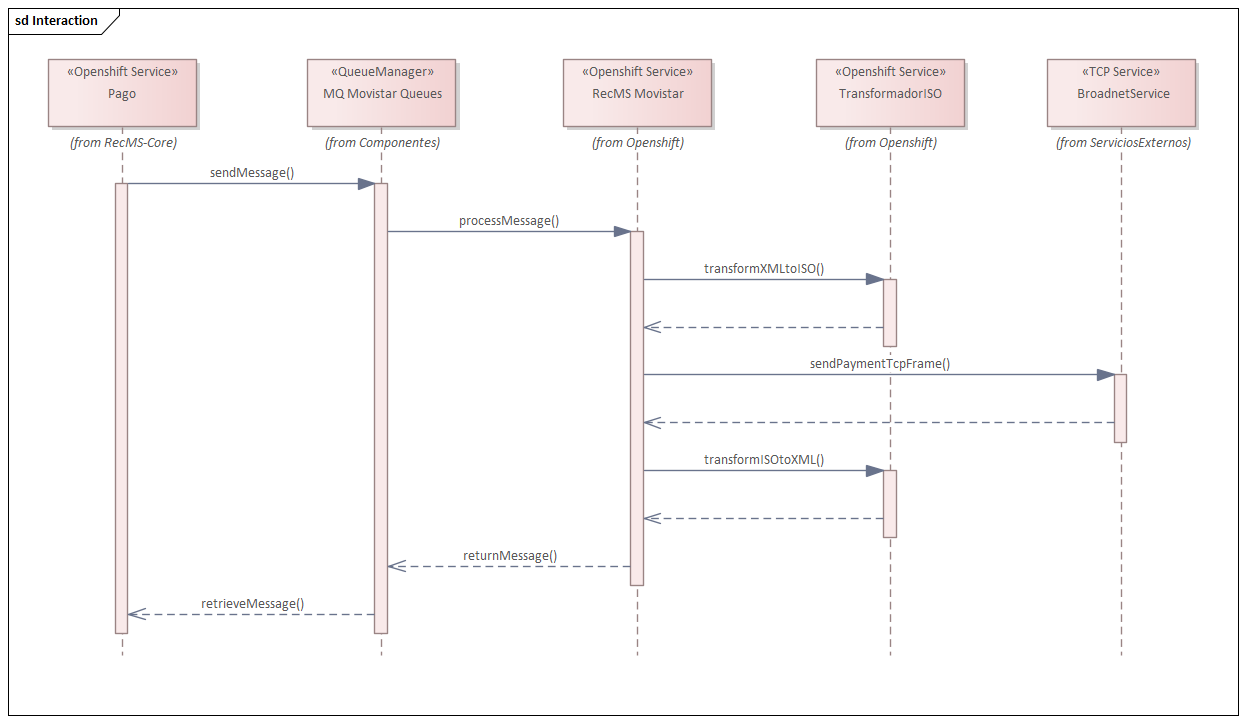 sd Interaction
«Openshift Service»
Pago
(from RecMS-Core)
«QueueManager»
MQ Movistar Queues
(from Componentes)
«Openshift Service»
RecMS Movistar
(from Openshift)
«Openshift Service»
TransformadorISO
(from Openshift)
«TCP Service»
BroadnetService
(from ServiciosExternos)
sendMessage()
processMessage()
transformXMLtoISO()
sendPaymentTcpFrame()
transformISOtoXML()
returnMessage()
retrieveMessage()